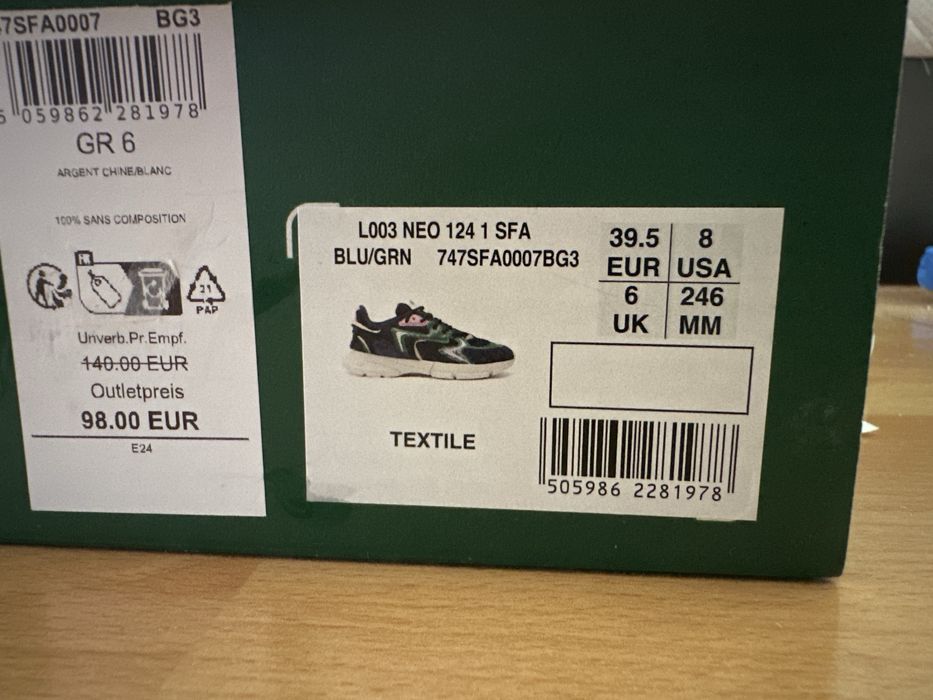 47SFA0007 BG3
5 059862 281978
GR 6
ARGENT CHINE/BLANC
100% SANS COMPOSITION
FR
21
PAP
Unverb.Pr.Empf.
140.00 EUR
Outletpreis
98.00 EUR
E24
L003 NEO 124 1 SFA
BLU/GRN 747SFA0007BG3
39.5 8
EUR USA
6 246
UK MM
TEXTILE
505986 2281978